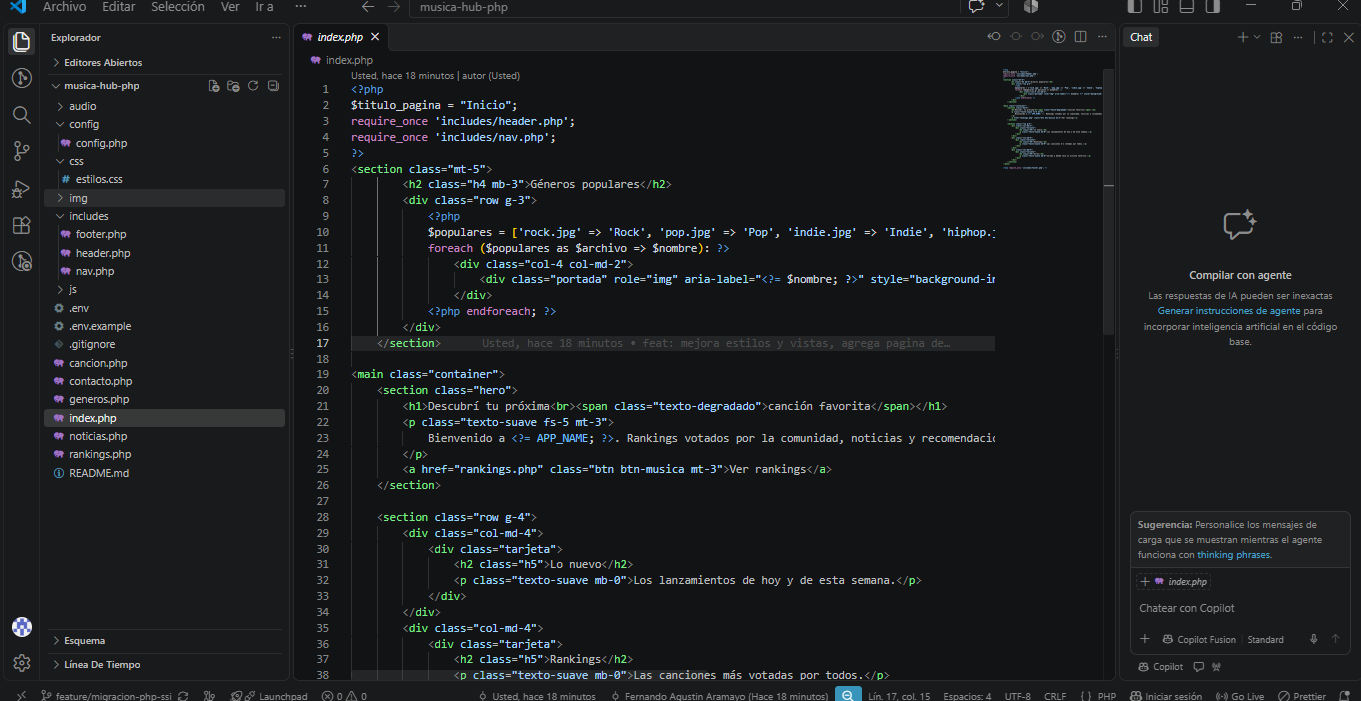 Archivo Editar Selección Ver Ir a ··· musica-hub-php
Explorador ···
Editores Abiertos
musica-hub-php
audio
config
config.php
css
# estilos.css
img
includes
footer.php
header.php
nav.php
js
.env
.env.example
.gitignore
cancion.php
contacto.php
generos.php
index.php
noticias.php
rankings.php
README.md
Esquema
Línea De Tiempo
index.php
index.php
Usted, hace 18 minutos | autor (Usted)
1 <?php
2 $titulo_pagina = "Inicio";
3 require_once 'includes/header.php';
4 require_once 'includes/nav.php';
5 ?>
6 <section class="mt-5">
7 <h2 class="h4 mb-3">Géneros populares</h2>
8 <div class="row g-3">
9 <?php
10 $populares = ['rock.jpg' => 'Rock', 'pop.jpg' => 'Pop', 'indie.jpg' => 'Indie', 'hiphop.j
11 foreach ($populares as $archivo => $nombre): ?>
12 <div class="col-4 col-md-2">
13 <div class="portada" role="img" aria-label="<?= $nombre; ?>" style="background-in
14 </div>
15 <?php endforeach; ?>
16 </div>
17 </section> Usted, hace 18 minutos • feat: mejora estilos y vistas, agrega pagina de…
18
19 <main class="container">
20 <section class="hero">
21 <h1>Descubrí tu próxima<br><span class="texto-degradado">canción favorita</span></h1>
22 <p class="texto-suave fs-5 mt-3">
23 Bienvenido a <?= APP_NAME; ?>. Rankings votados por la comunidad, noticias y recomendacio
24 </p>
25 <a href="rankings.php" class="btn btn-musica mt-3">Ver rankings</a>
26 </section>
27
28 <section class="row g-4">
29 <div class="col-md-4">
30 <div class="tarjeta">
31 <h2 class="h5">Lo nuevo</h2>
32 <p class="texto-suave mb-0">Los lanzamientos de hoy y de esta semana.</p>
33 </div>
34 </div>
35 <div class="col-md-4">
36 <div class="tarjeta">
37 <h2 class="h5">Rankings</h2>
38 <p class="texto-suave mb-0">Las canciones más votadas por todos.</p>
Chat
Compilar con agente
Las respuestas de IA pueden ser inexactas
Generar instrucciones de agente para
incorporar inteligencia artificial en el código
base.
Sugerencia: Personalice los mensajes de
carga que se muestran mientras el agente
funciona con thinking phrases.
index.php
Chatear con Copilot
Copilot Fusion Standard
Copilot
feature/migracion-php-ssi Launchpad 0 0 Usted, hace 18 minutos Fernando Agustin Aramayo (Hace 18 minutos) Lín. 17, col. 15 Espacios: 4 UTF-8 CRLF { } PHP Iniciar sesión Go Live Prettier